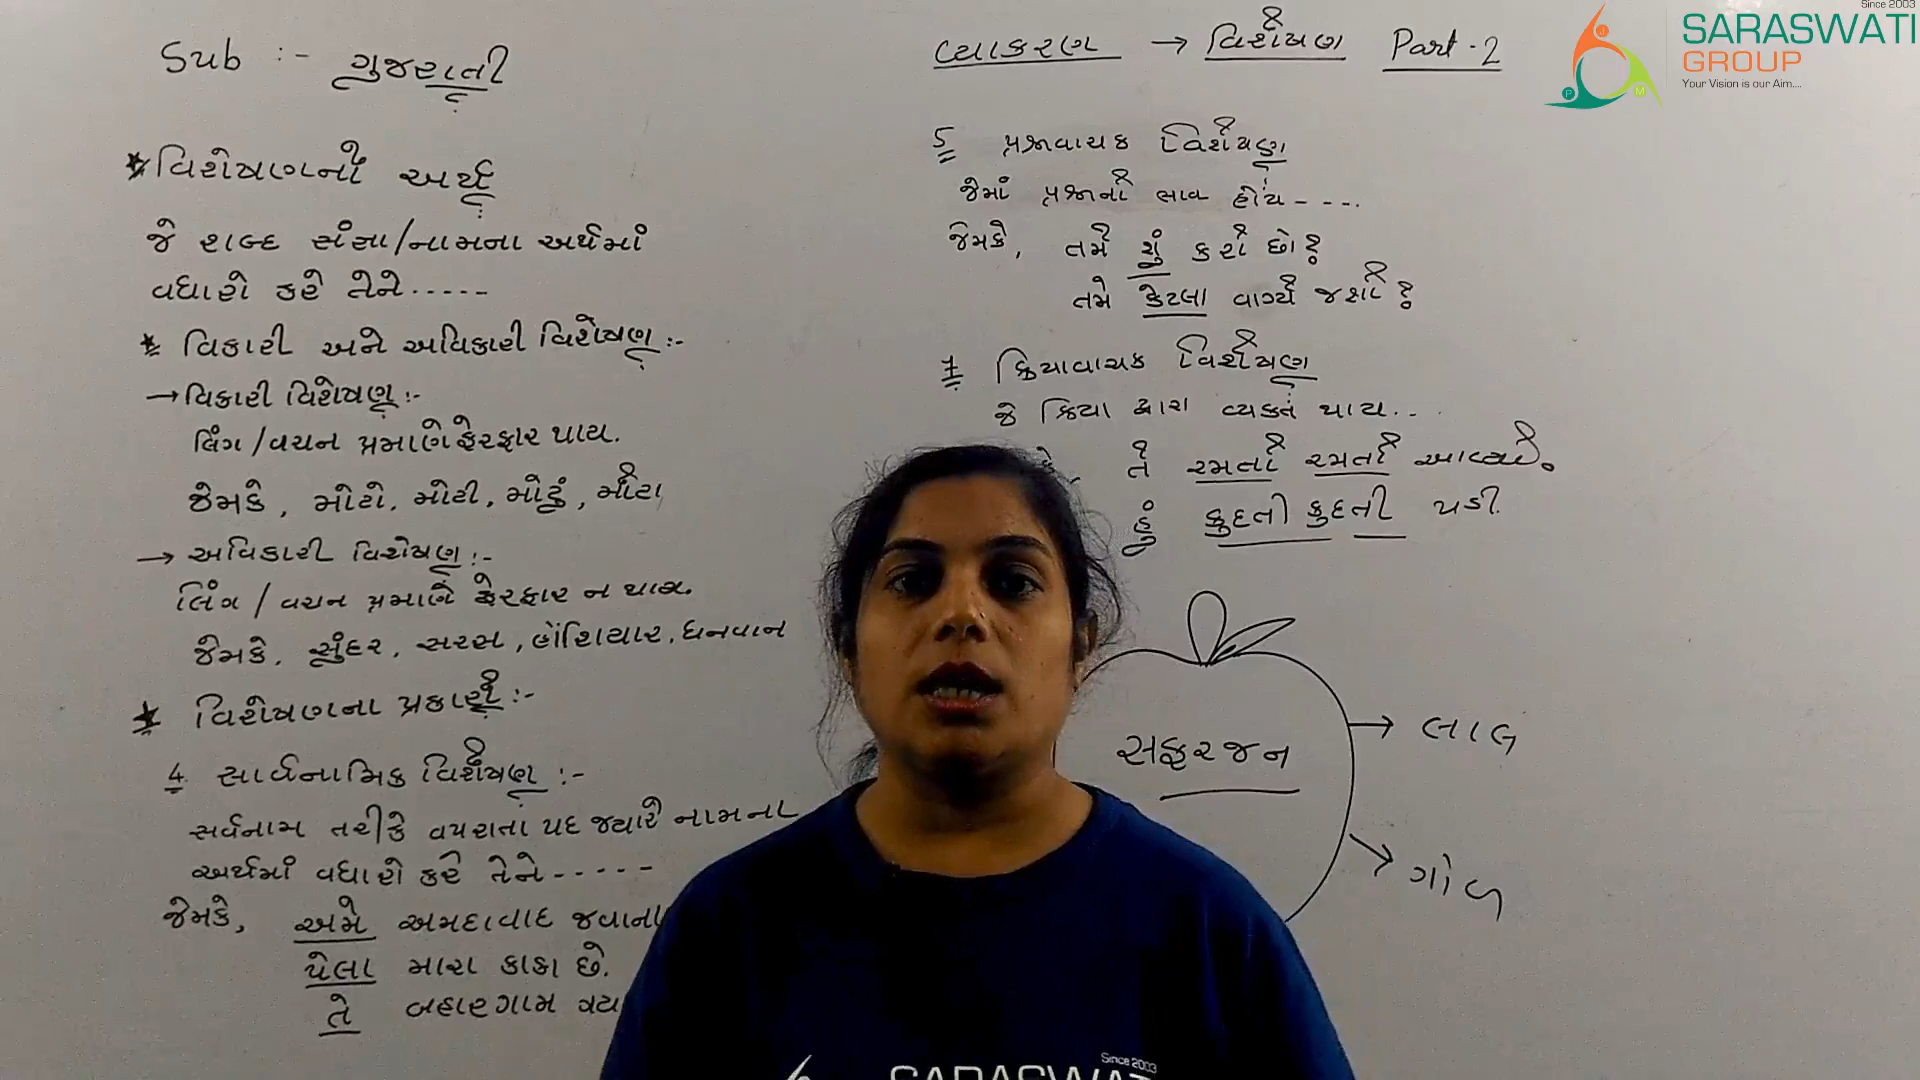 Sub :- ગુજરાતી
* વિશેષણનો અર્થ
જે શબ્દ સંજ્ઞા/નામના અર્થમાં
વધારો કરે તેને.....
* વિકારી અને અવિકારી વિશેષણ :-
→ વિકારી વિશેષણ :-
લિંગ/વચન પ્રમાણે ફેરફાર થાય.
જેમકે, મોટો, મોટી, મોટું, મોટા
→ અવિકારી વિશેષણ :-
લિંગ/વચન પ્રમાણે ફેરફાર ન થાય.
જેમકે, સુંદર, સરસ, હોંશિયાર, ધનવાન
* વિશેષણના પ્રકારો :-
4 સાર્વનામિક વિશેષણ :-
સર્વનામ તરીકે વપરાતાં પદ જ્યારે નામના
અર્થમાં વધારો કરે તેને-----
જેમકે, અમે અમદાવાદ જવાના
પેલા મારા કાકા છે.
તે બહારગામ
વ્યાકરણ → વિશેષણ Part-2
5 પ્રશ્નવાચક વિશેષણ
જેમાં પ્રશ્નનો ભાવ હોય---.
જેમકે, તમે શું કરો છો?
તમે કેટલા વાગ્યે જશો?
7 ક્રિયાવાચક વિશેષણ
જે ક્રિયા દ્વારા વ્યક્ત થાય..
તે રમતો રમતો આવ્યો.
હું કુદતી કુદતી પડી.
સફરજન
→ લાલ
→ ગોળ
Since 2003
SARASWATI
GROUP
Your Vision is our Aim....
P J M
Since 2003
SARASWAT